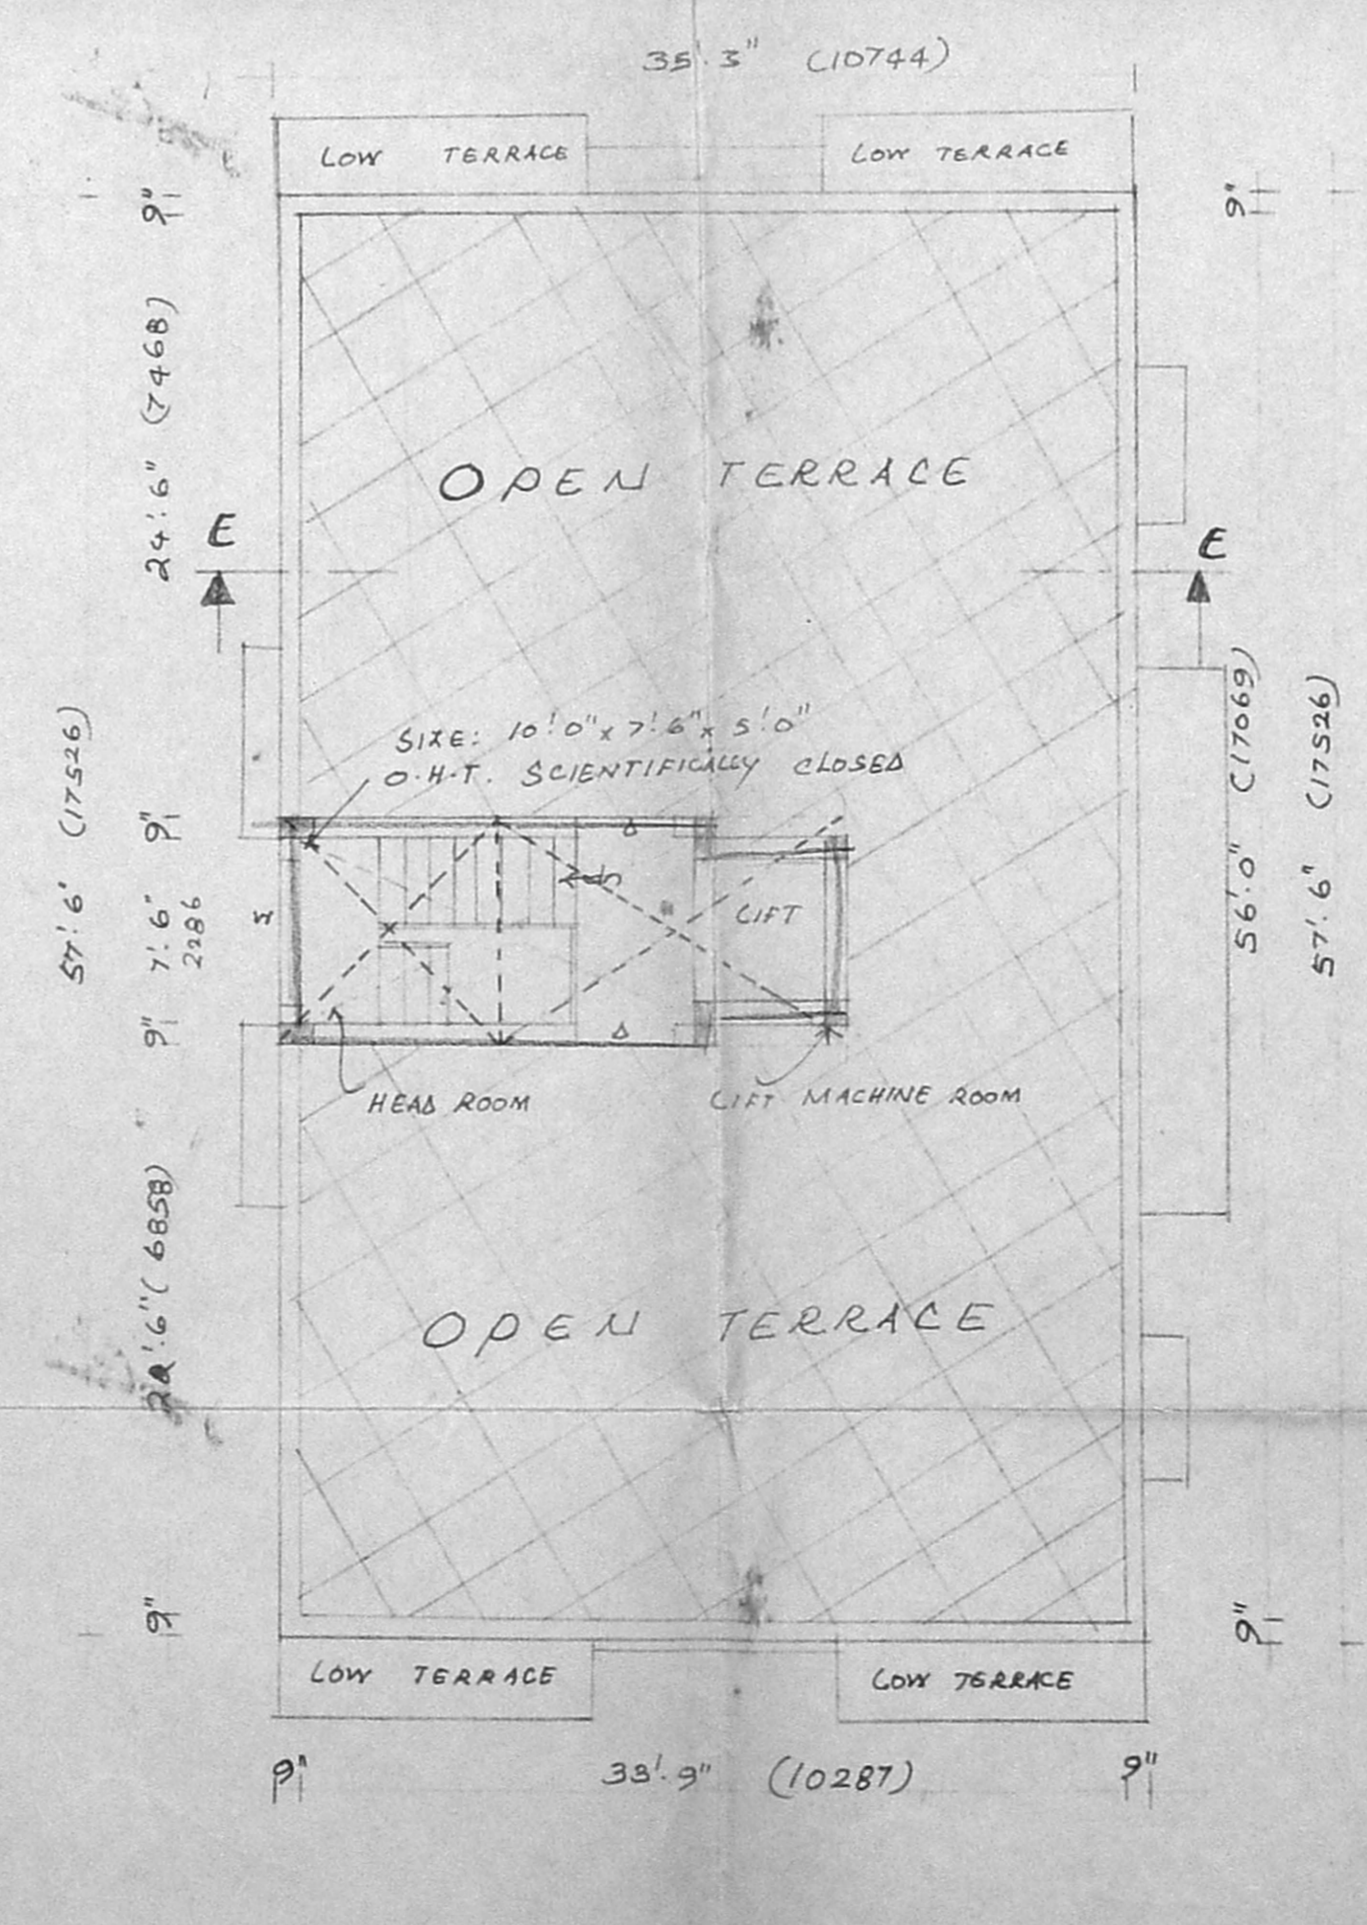 35'.3" (10744)
LOW TERRACE
LOW TERRACE
9"
9"
24'.6" (7468)
OPEN TERRACE
E
E
SIZE: 10'.0" x 7'.6" x 5'.0"
O.H.T. SCIENTIFICALLY CLOSED
57'.6" (17526)
9"
7'.6"
2286
9"
W
dn
LIFT
56'.0" (17069)
57'.6" (17526)
HEAD ROOM
LIFT MACHINE ROOM
(6858)
OPEN TERRACE
9"
9"
LOW TERRACE
LOW TERRACE
9"
33'.9" (10287)
9"